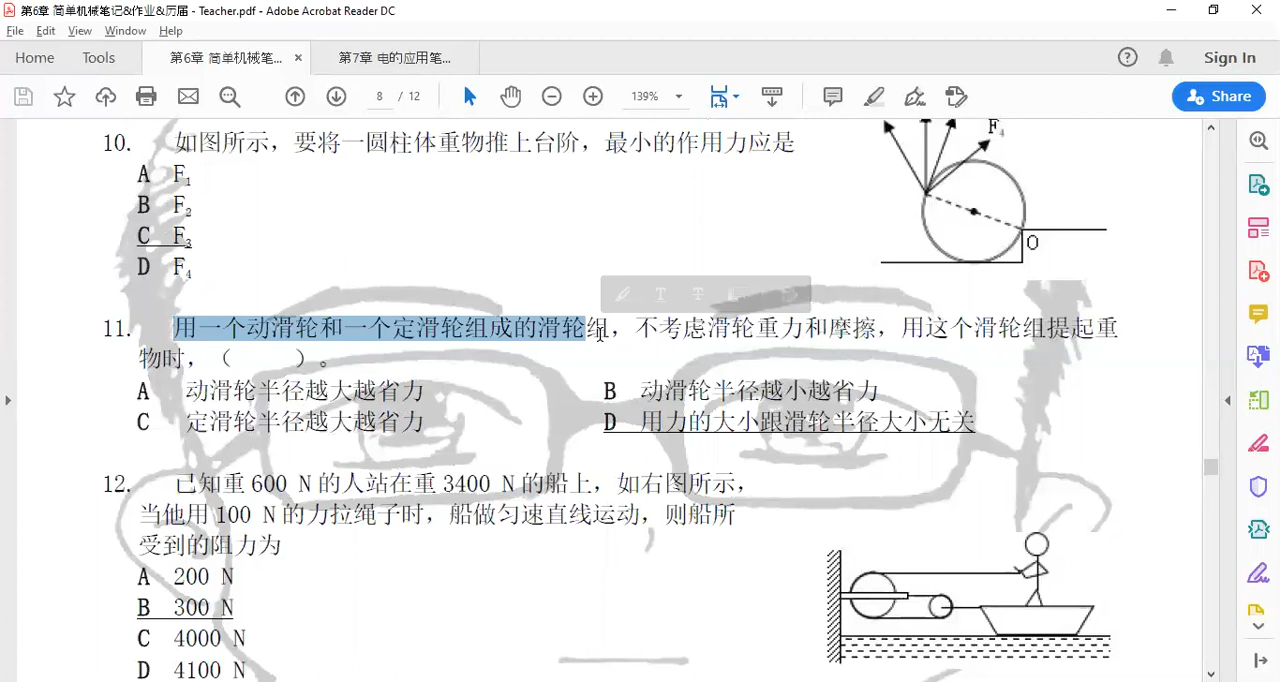 第6章 简单机械笔记&作业&历届 - Teacher.pdf - Adobe Acrobat Reader DC
File Edit View Window Help
Home Tools 第6章 简单机械笔... × 第7章 电的应用笔... Sign In
8 / 12 139% Share
10. 如图所示，要将一圆柱体重物推上台阶，最小的作用力应是
F4
A F1
B F2
C F3
D F4
O
11. 用一个动滑轮和一个定滑轮组成的滑轮组，不考虑滑轮重力和摩擦，用这个滑轮组提起重
物时，（ ）。
A 动滑轮半径越大越省力 B 动滑轮半径越小越省力
C 定滑轮半径越大越省力 D 用力的大小跟滑轮半径大小无关
12. 已知重 600 N 的人站在重 3400 N 的船上，如右图所示，
当他用 100 N 的力拉绳子时，船做匀速直线运动，则船所
受到的阻力为
A 200 N
B 300 N
C 4000 N
D 4100 N